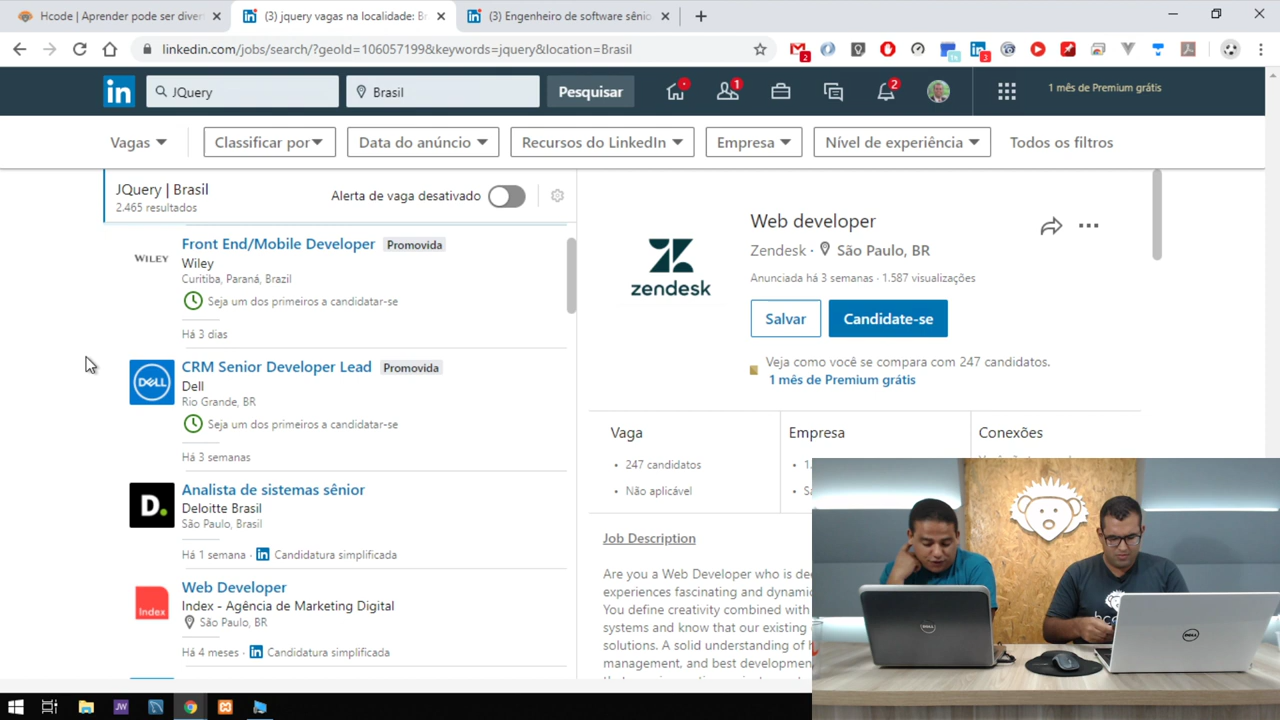 Hcode | Aprender pode ser diver
(3) jquery vagas na localidade: Br
(3) Engenheiro de software sênio
linkedin.com/jobs/search/?geoId=106057199&keywords=jquery&location=Brasil
in
JQuery
Brasil
Pesquisar
1
2
1 mês de Premium grátis
Vagas
Classificar por
Data do anúncio
Recursos do LinkedIn
Empresa
Nível de experiência
Todos os filtros
JQuery | Brasil
2.465 resultados
Alerta de vaga desativado
WILEY
Front End/Mobile Developer
Promovida
Wiley
Curitiba, Paraná, Brazil
Seja um dos primeiros a candidatar-se
Há 3 dias
DELL
CRM Senior Developer Lead
Promovida
Dell
Rio Grande, BR
Seja um dos primeiros a candidatar-se
Há 3 semanas
D.
Analista de sistemas sênior
Deloitte Brasil
São Paulo, Brasil
Há 1 semana · in Candidatura simplificada
Index
Web Developer
Index - Agência de Marketing Digital
São Paulo, BR
Há 4 meses · in Candidatura simplificada
zendesk
Web developer
Zendesk · São Paulo, BR
Anunciada há 3 semanas · 1.587 visualizações
Salvar
Candidate-se
Veja como você se compara com 247 candidatos.
1 mês de Premium grátis
Vaga
247 candidatos
Não aplicável
Empresa
Conexões
Job Description
Are you a Web Developer who is de
experiences fascinating and dynamic
You define creativity combined with
systems and know that our existing
solutions. A solid understanding of h
management, and best developmen
DELL
DELL